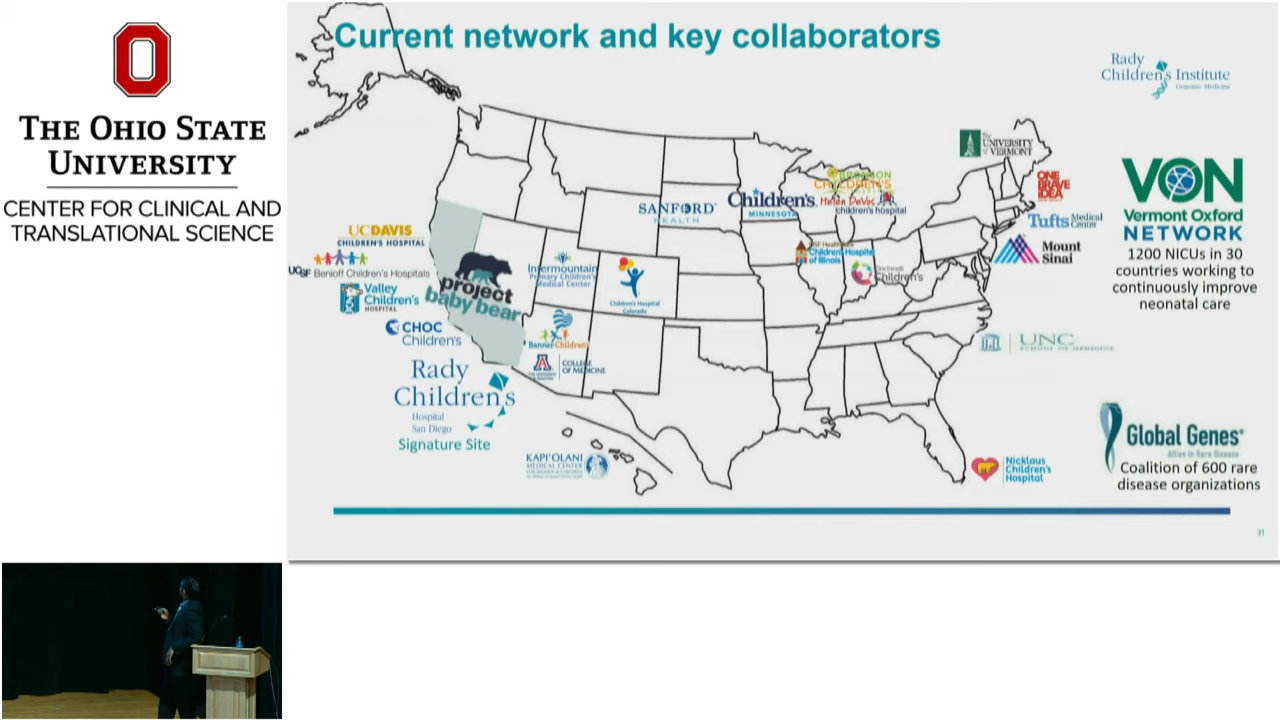 THE OHIO STATE
UNIVERSITY
CENTER FOR CLINICAL AND
TRANSLATIONAL SCIENCE
Current network and key collaborators
Rady
Children's Institute
Genomic Medicine
The
UNIVERSITY
of VERMONT
ONE
BRAVE
IDEA
Tufts Medical
Center
Mount
Sinai
VON
Vermont Oxford
NETWORK
1200 NICUs in 30
countries working to
continuously improve
neonatal care
BRONSON
CHILDREN'S
Helen DeVos
children's hospital
Children's
MINNESOTA
SANFORD
HEALTH
Children's Hospital
of Illinois
Cincinnati
Children's
UCDAVIS
CHILDREN'S HOSPITAL
UCSF Benioff Children's Hospitals
Valley
Children's
HOSPITAL
CHOC
Children's
project
baby bear
Intermountain
Primary Children's
Medical Center
Children's Hospital
Colorado
Banner Children's
COLLEGE
OF MEDICINE
UNC
SCHOOL OF MEDICINE
Rady
Children's
Hospital
San Diego
Signature Site
KAPI'OLANI
MEDICAL CENTER
FOR WOMEN & CHILDREN
Nicklaus
Children's
Hospital
Global Genes
Allies in Rare Disease
Coalition of 600 rare
disease organizations
31